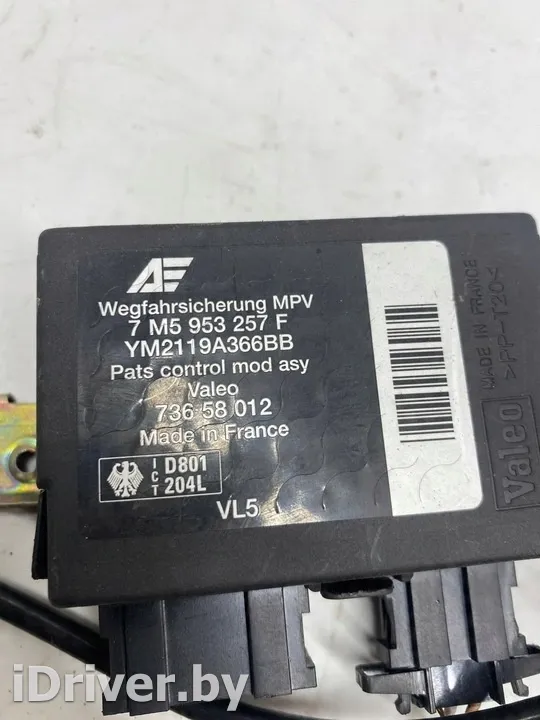 AE
Wegfahrsicherung MPV
7 M5 953 257 F
YM2119A366BB
Pats control mod asy
Valeo
736 58 012
Made in France
ICT
D801
204L
VL5
MADE IN FRANCE
>PP-T20<
Valeo
iDriver.by